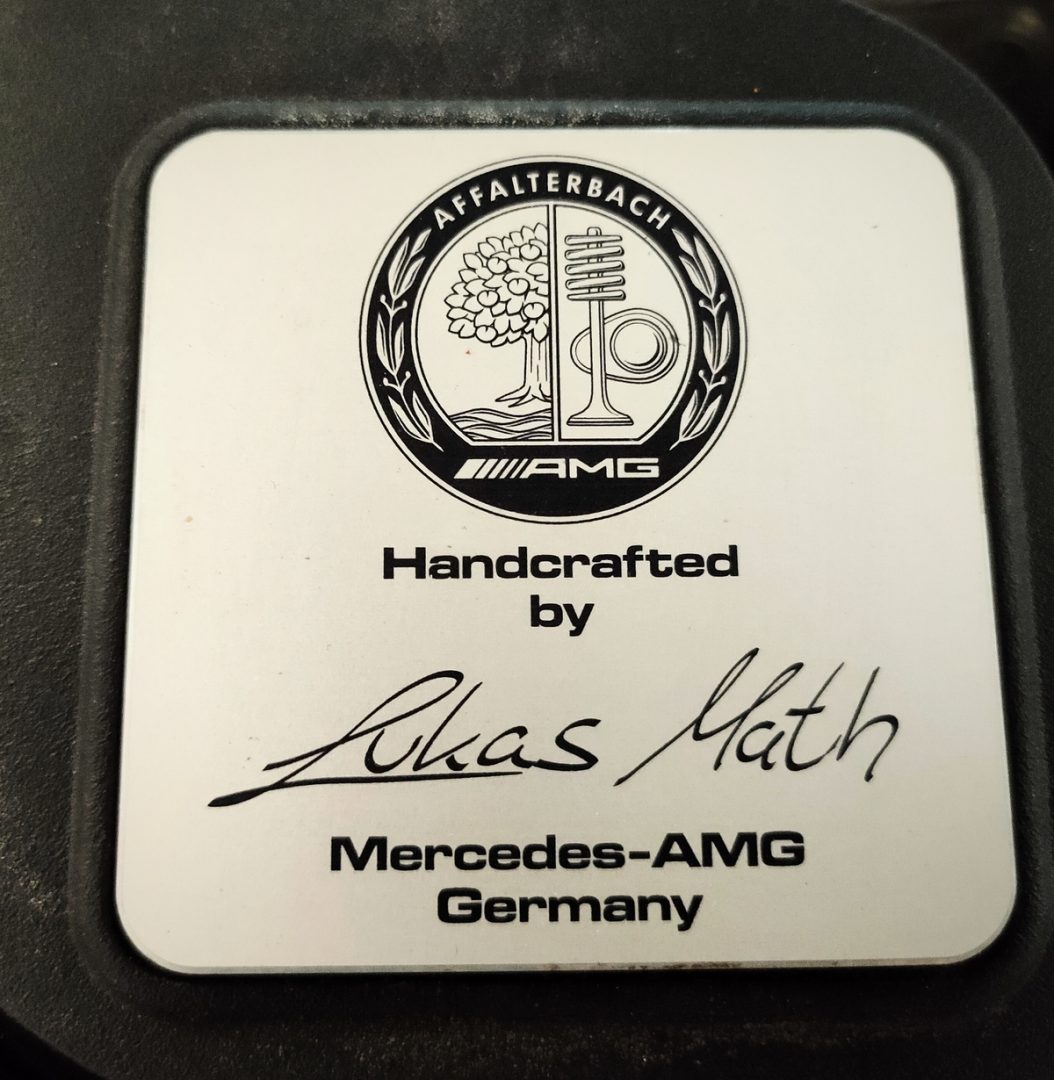 AFFALTERBACH
AMG
Handcrafted
by
Lukas Math
Mercedes-AMG
Germany